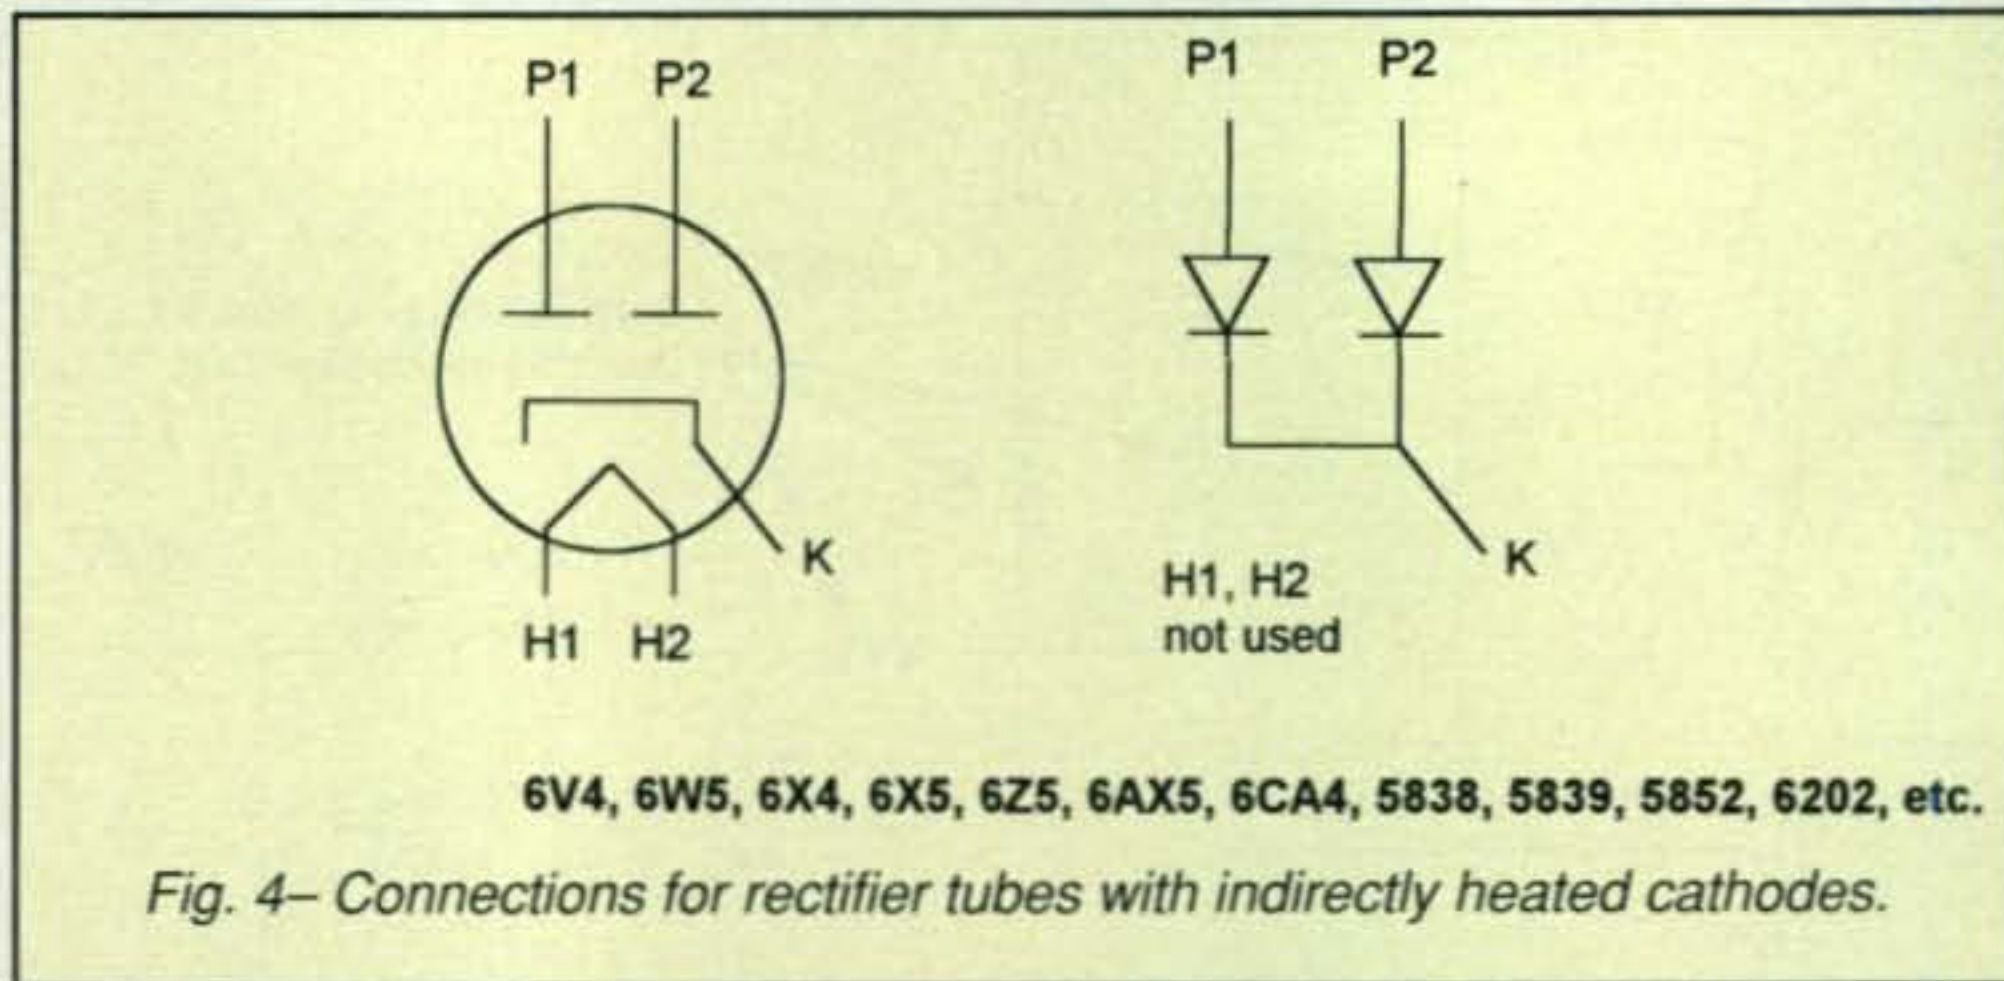 P1 P2
P1 P2
K
H1 H2
K
H1, H2
not used
6V4, 6W5, 6X4, 6X5, 6Z5, 6AX5, 6CA4, 5838, 5839, 5852, 6202, etc.
Fig. 4– Connections for rectifier tubes with indirectly heated cathodes.